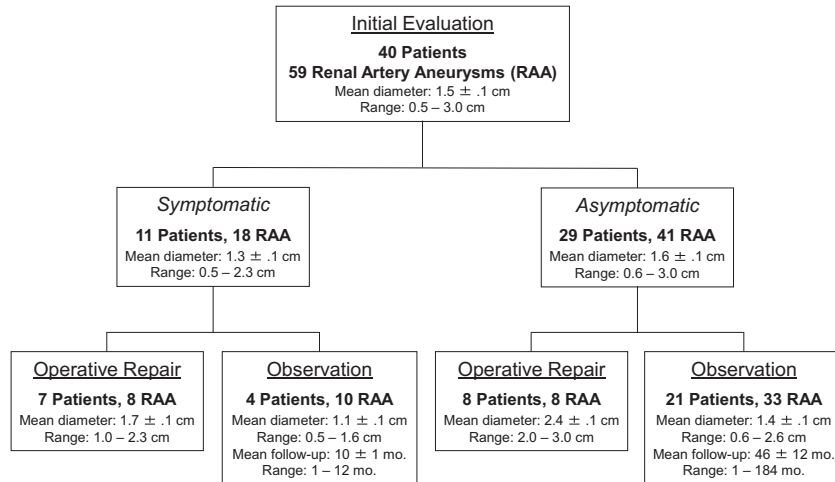 Initial Evaluation
40 Patients
59 Renal Artery Aneurysms (RAA)
Mean diameter: 1.5 ± .1 cm
Range: 0.5 – 3.0 cm
Symptomatic
11 Patients, 18 RAA
Mean diameter: 1.3 ± .1 cm
Range: 0.5 – 2.3 cm
Asymptomatic
29 Patients, 41 RAA
Mean diameter: 1.6 ± .1 cm
Range: 0.6 – 3.0 cm
Operative Repair
7 Patients, 8 RAA
Mean diameter: 1.7 ± .1 cm
Range: 1.0 – 2.3 cm
Observation
4 Patients, 10 RAA
Mean diameter: 1.1 ± .1 cm
Range: 0.5 – 1.6 cm
Mean follow-up: 10 ± 1 mo.
Range: 1 – 12 mo.
Operative Repair
8 Patients, 8 RAA
Mean diameter: 2.4 ± .1 cm
Range: 2.0 – 3.0 cm
Observation
21 Patients, 33 RAA
Mean diameter: 1.4 ± .1 cm
Range: 0.6 – 2.6 cm
Mean follow-up: 46 ± 12 mo.
Range: 1 – 184 mo.